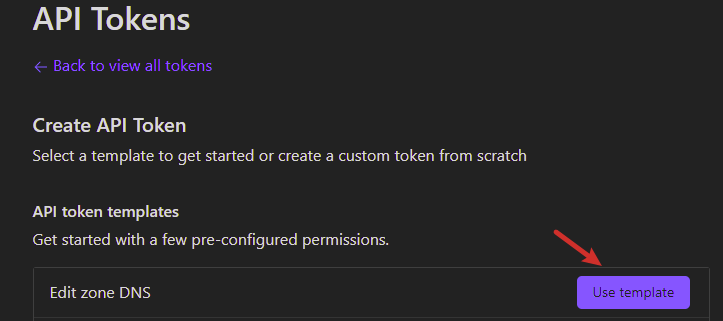 API Tokens
← Back to view all tokens
Create API Token
Select a template to get started or create a custom token from scratch
API token templates
Get started with a few pre-configured permissions.
Edit zone DNS Use template